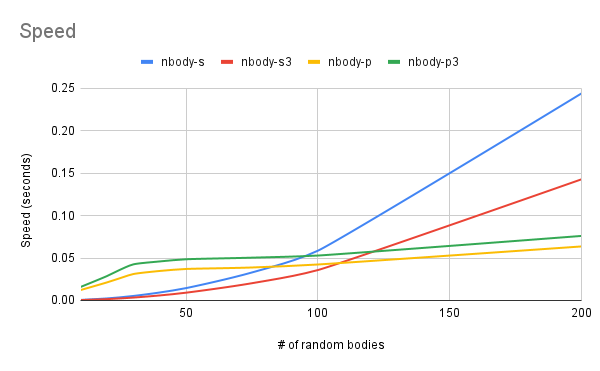 Speed
nbody-s nbody-s3 nbody-p nbody-p3
0.25
0.20
0.15
0.10
0.05
0.00
Speed (seconds)
50 100 150 200
# of random bodies